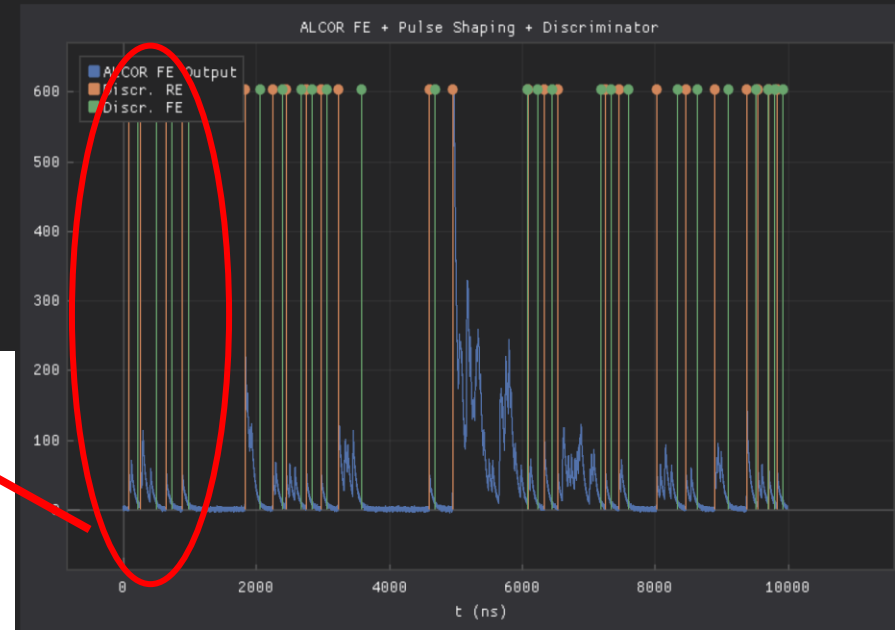 ALCOR FE + Pulse Shaping + Discriminator
ALCOR FE Output
Discr. RE
Discr. FE
600
500
400
300
200
100
0
0 2000 4000 6000 8000 10000
t (ns)